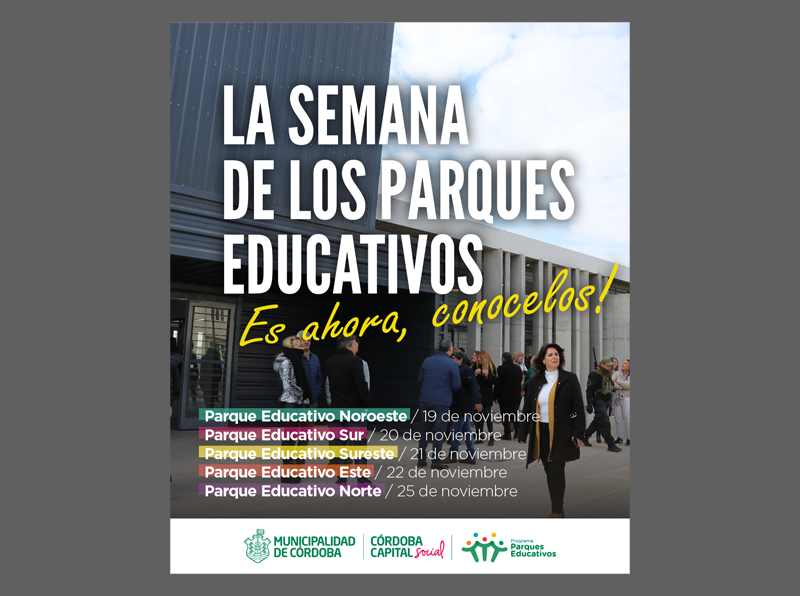 LA SEMANA
DE LOS PARQUES
EDUCATIVOS
Es ahora, conocelos!
Parque Educativo Noroeste / 19 de noviembre
Parque Educativo Sur / 20 de noviembre
Parque Educativo Sureste / 21 de noviembre
Parque Educativo Este / 22 de noviembre
Parque Educativo Norte / 25 de noviembre
MUNICIPALIDAD
DE CÓRDOBA
CÓRDOBA
CAPITAL social
Programa
Parques
Educativos